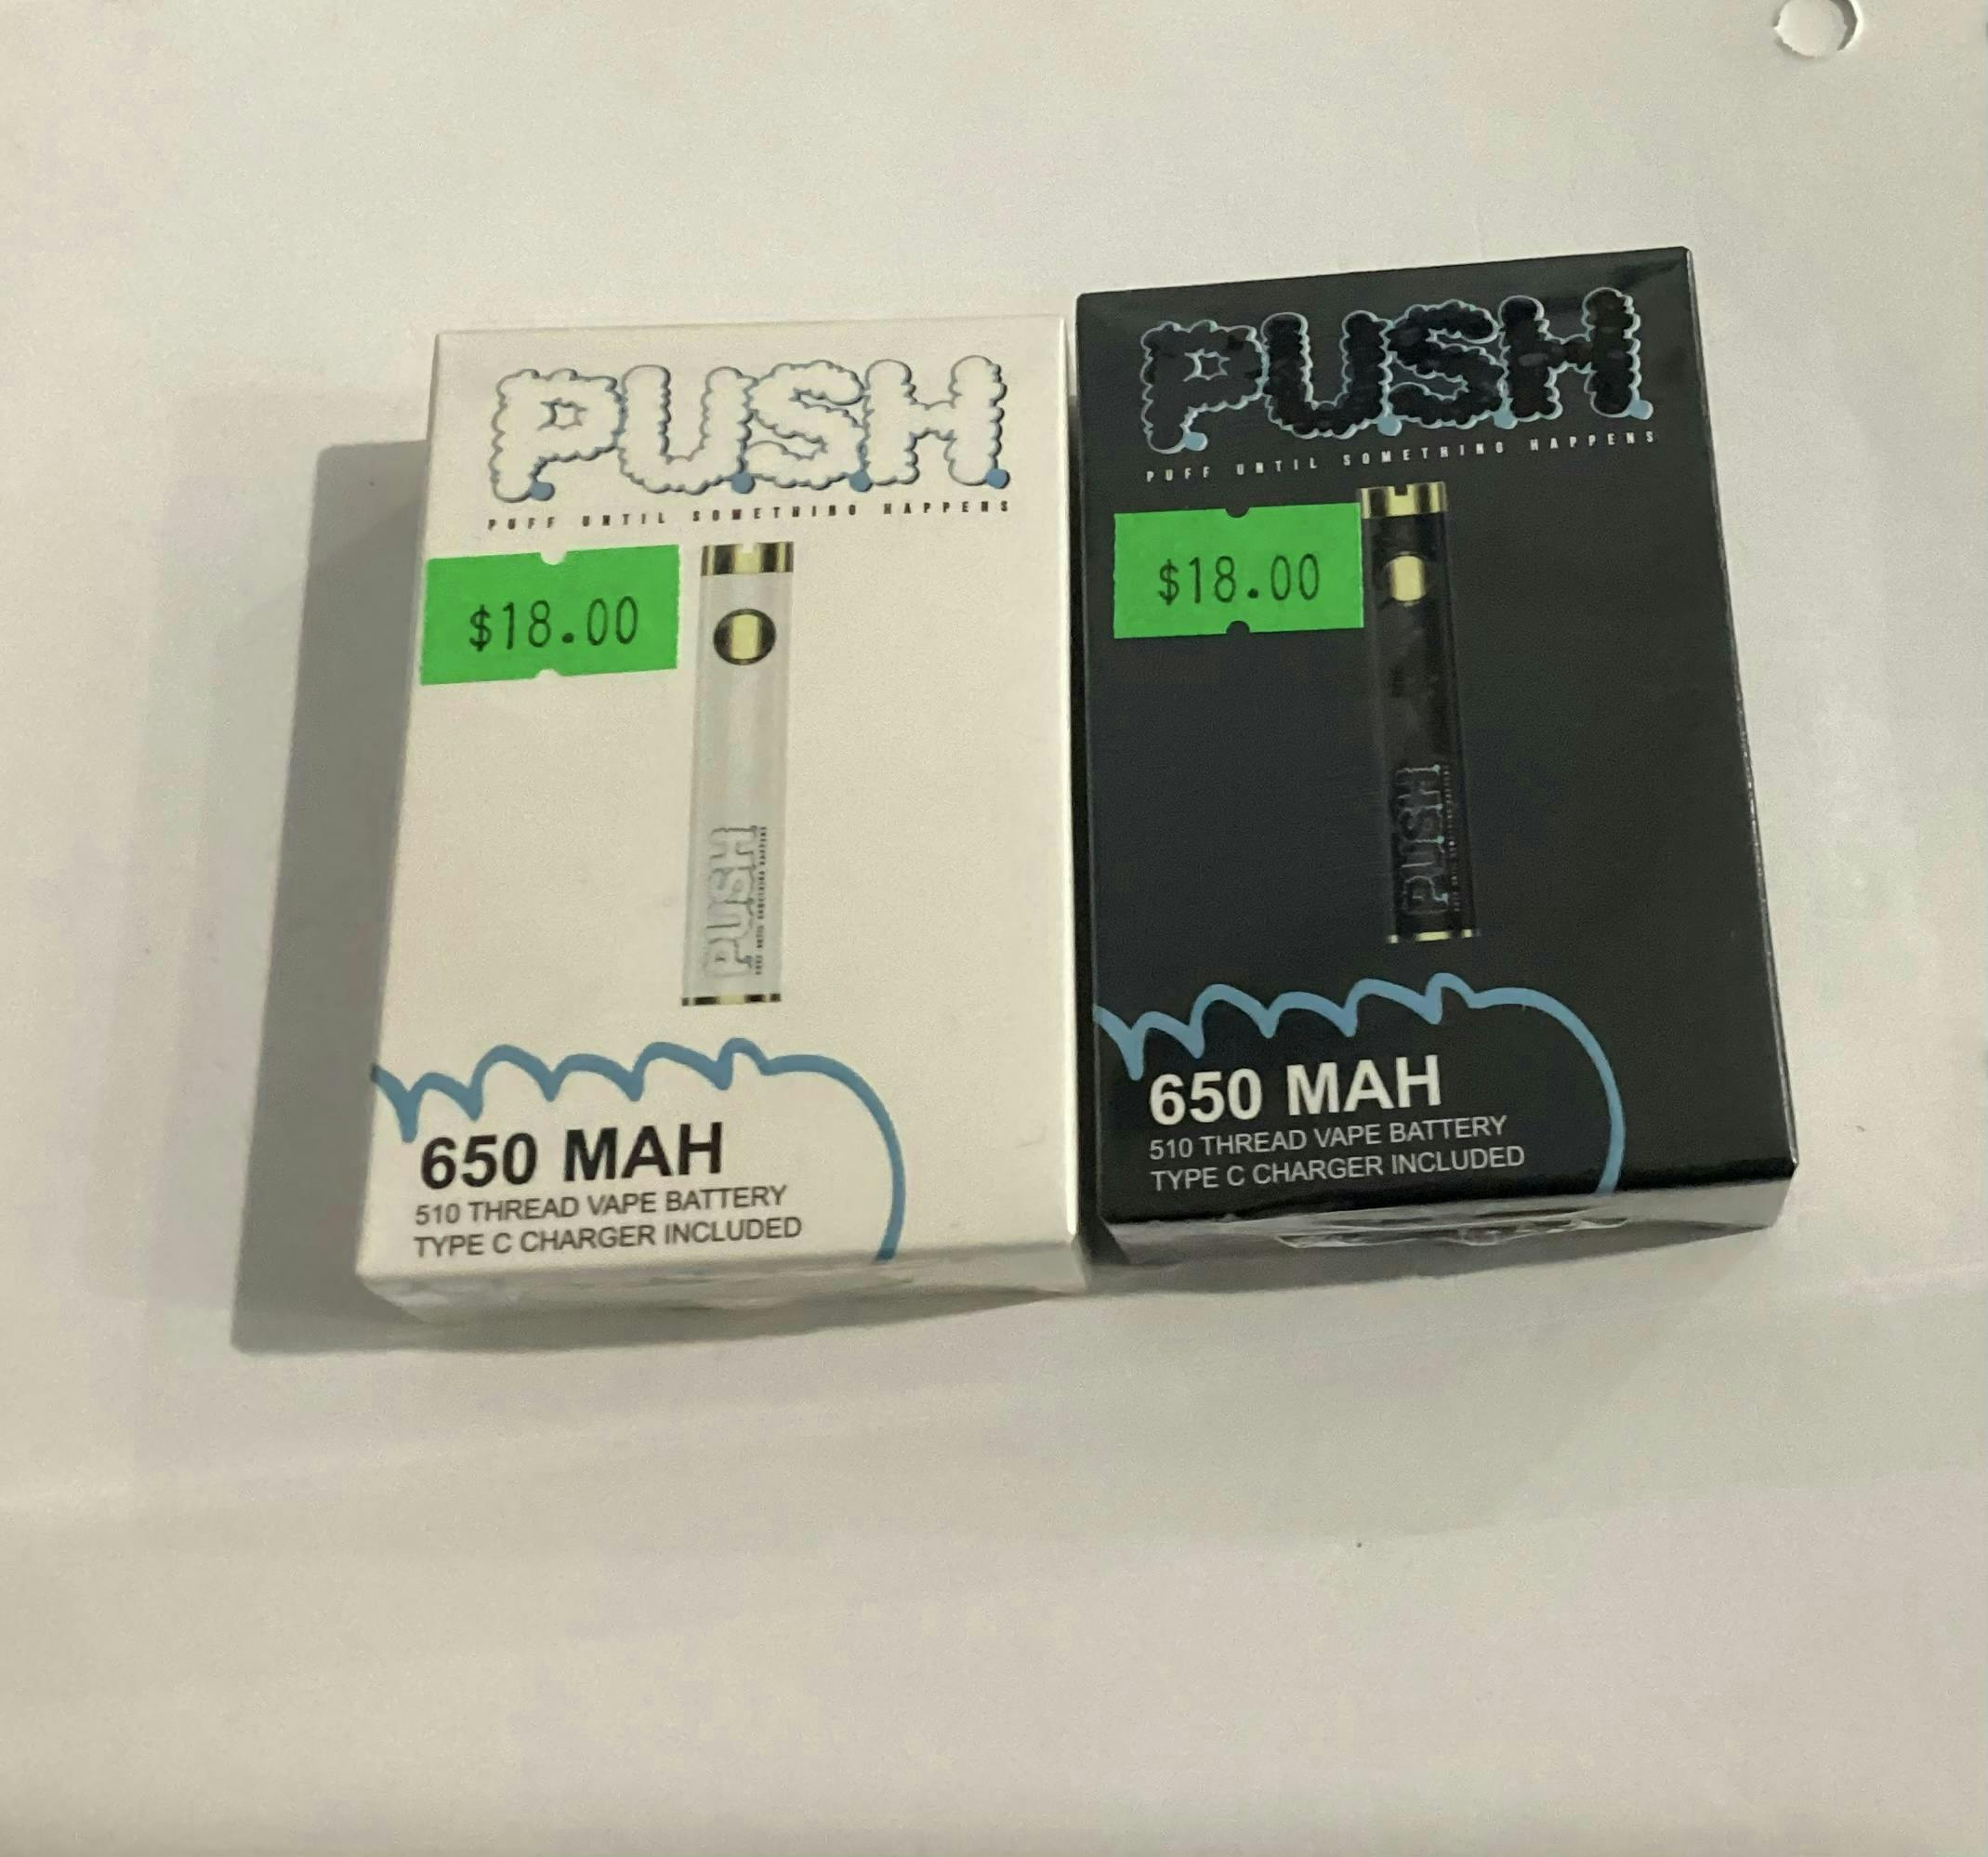 P.U.S.H.
PUFF UNTIL SOMETHING HAPPENS
$18.00
PUSH
650 MAH
510 THREAD VAPE BATTERY
TYPE C CHARGER INCLUDED
P.U.S.H.
PUFF UNTIL SOMETHING HAPPENS
$18.00
PUSH
650 MAH
510 THREAD VAPE BATTERY
TYPE C CHARGER INCLUDED